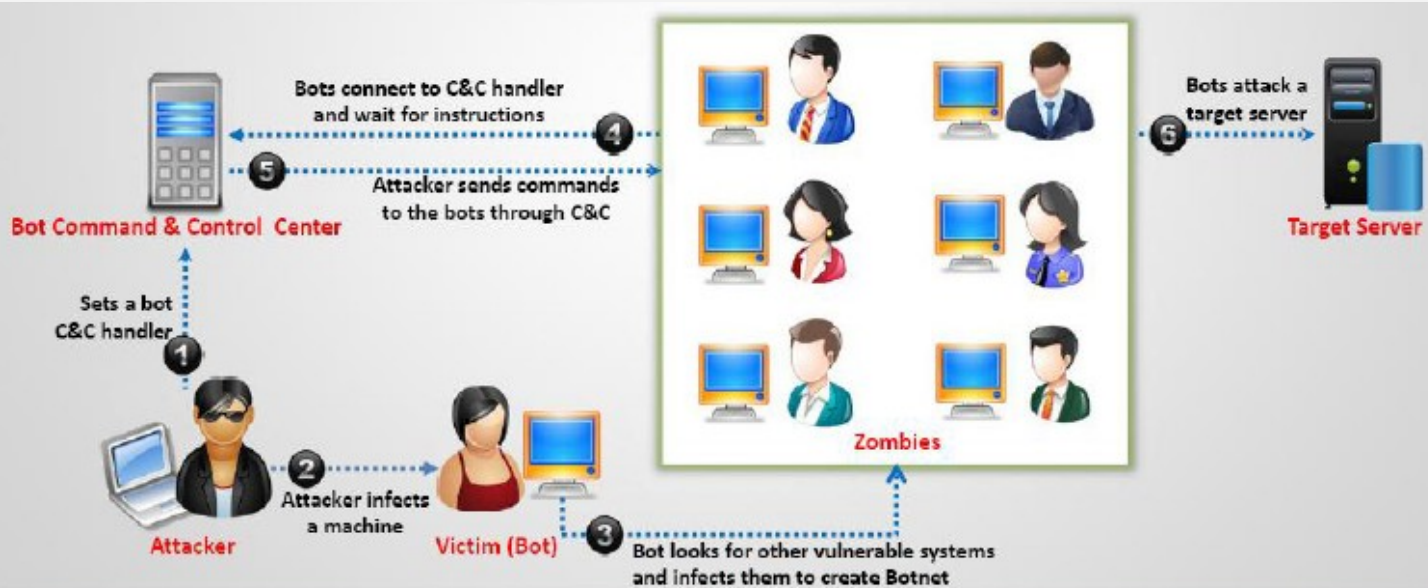 Bots connect to C&C handler
and wait for instructions
4
5
Attacker sends commands
to the bots through C&C
Bot Command & Control Center
Bots attack a
target server
6
Target Server
Sets a bot
C&C handler
1
Attacker
2
Attacker infects
a machine
Victim (Bot)
3
Bot looks for other vulnerable systems
and infects them to create Botnet
Zombies